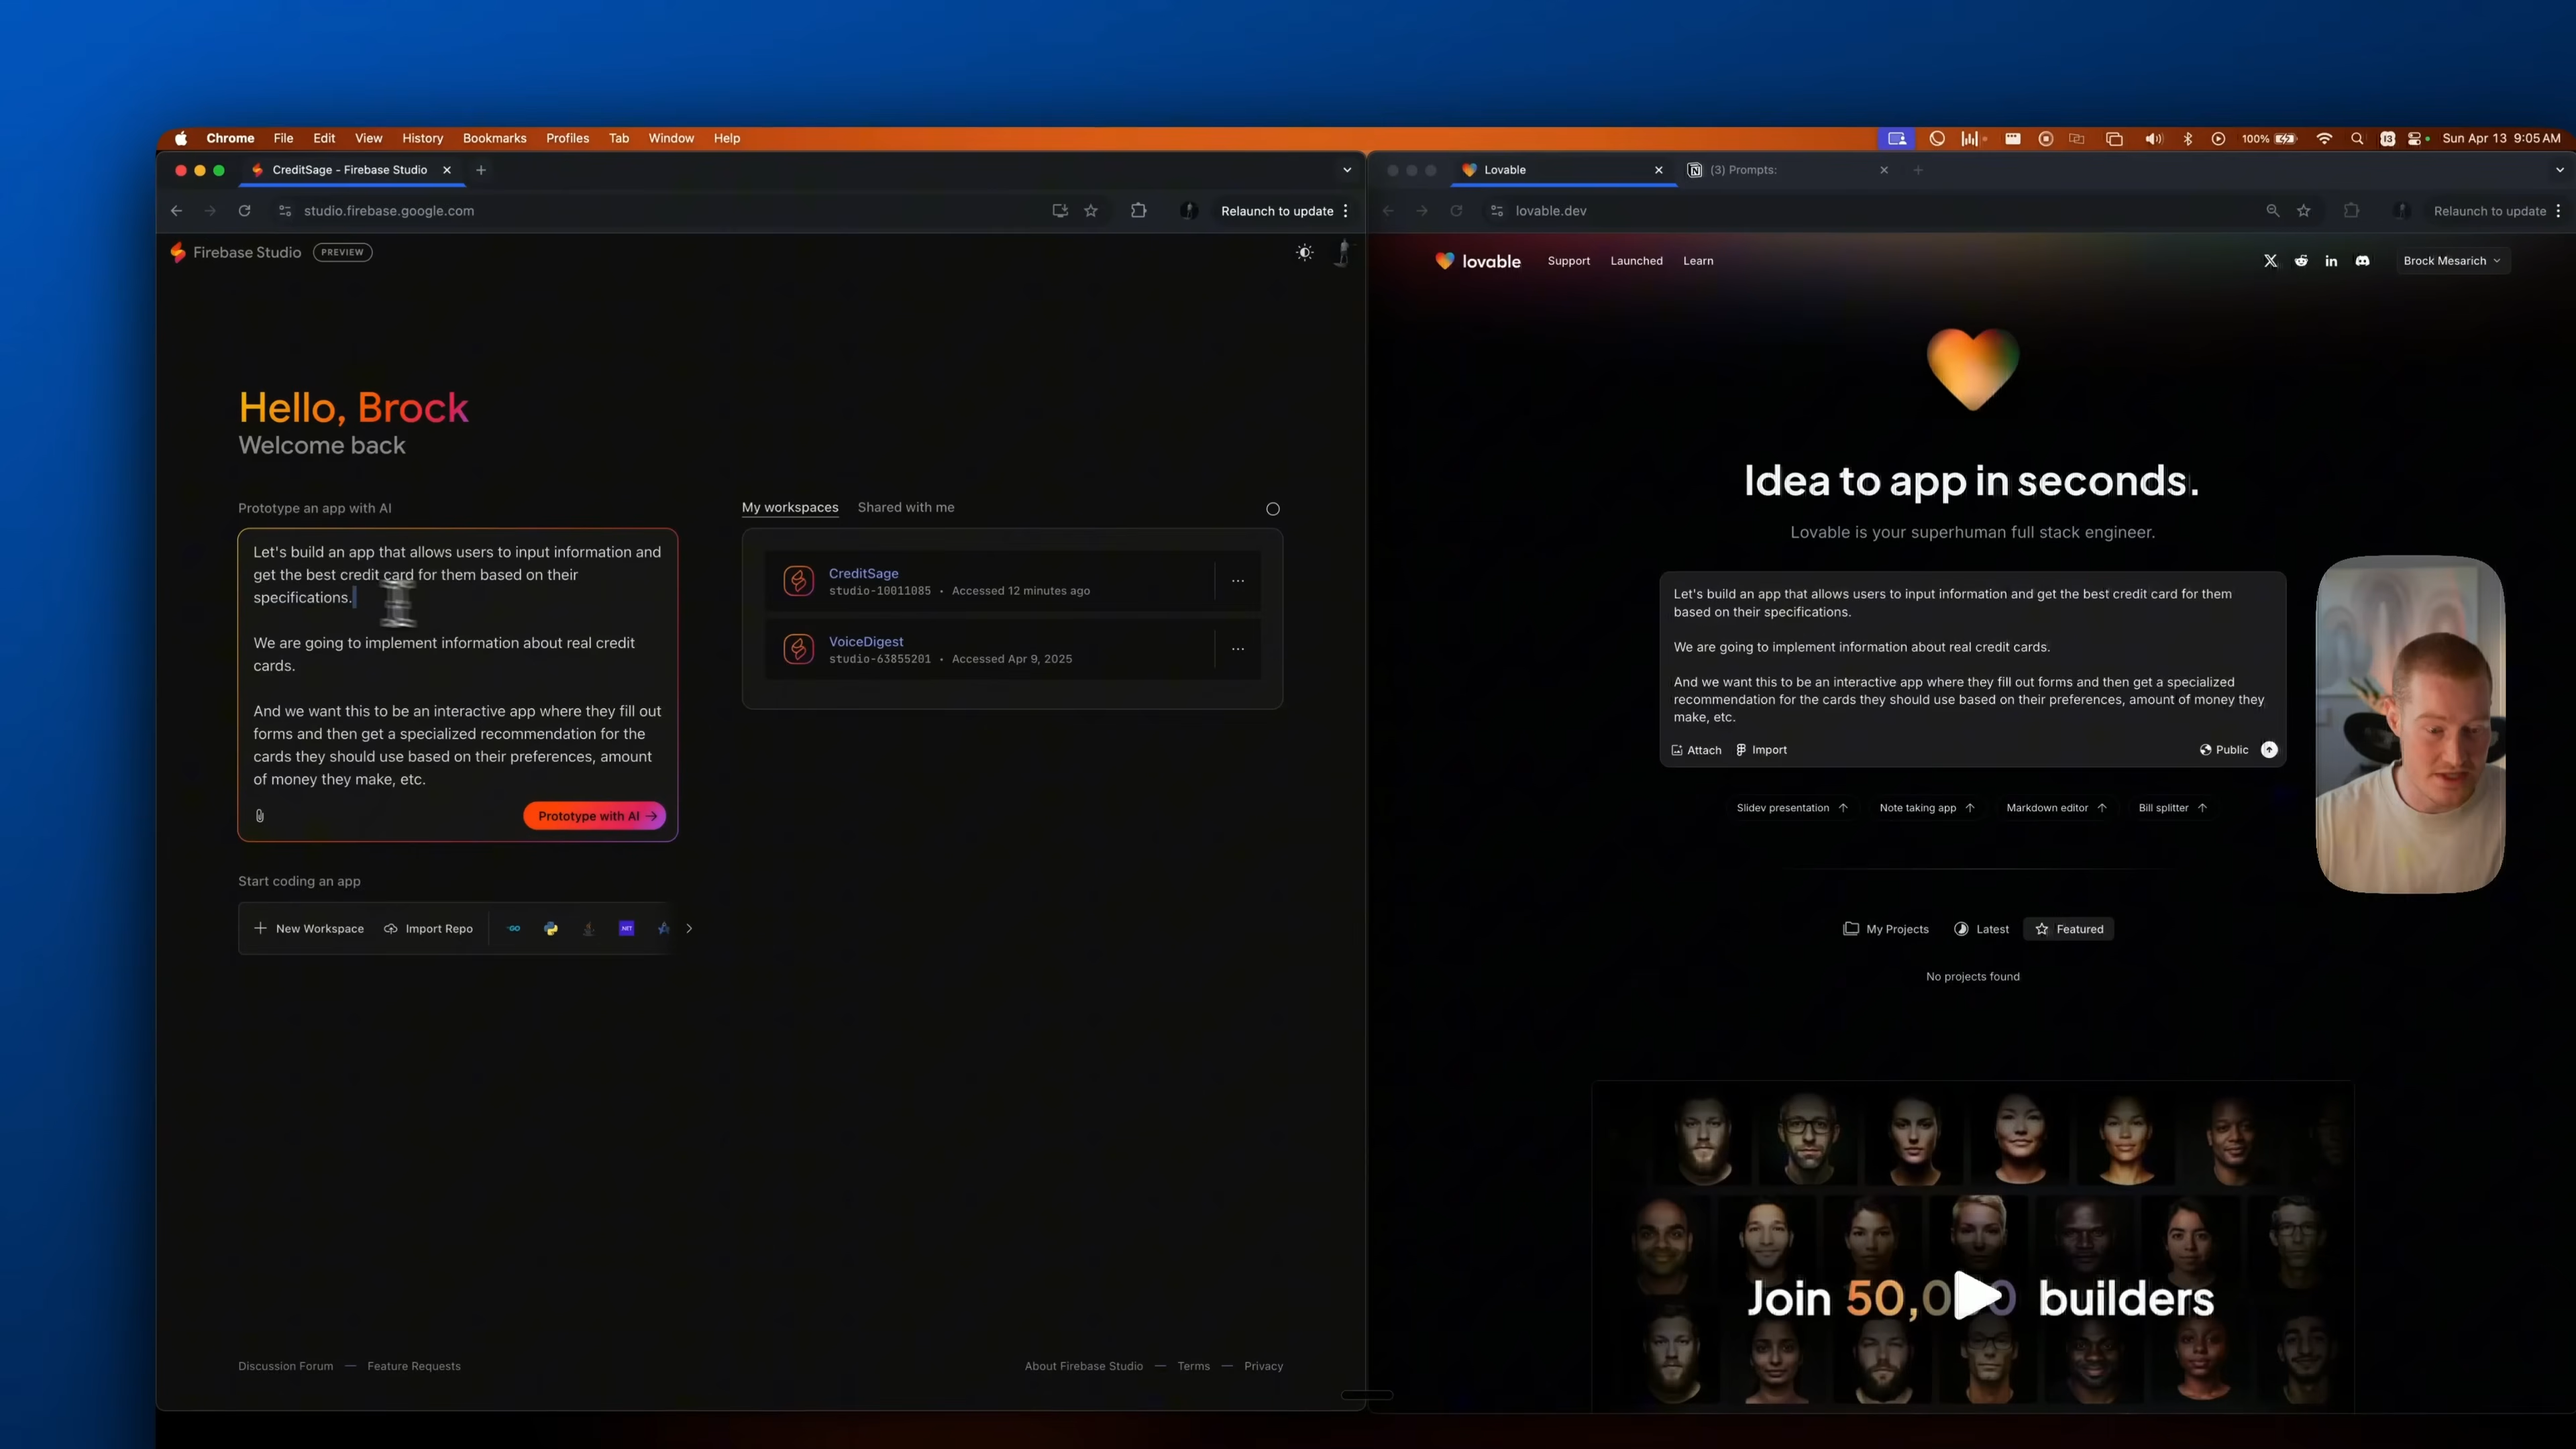 Chrome File Edit View History Bookmarks Profiles Tab Window Help
100% Sun Apr 13 9:05 AM
CreditSage - Firebase Studio
studio.firebase.google.com
Relaunch to update
Firebase Studio PREVIEW
Hello, Brock
Welcome back
Prototype an app with AI
Let's build an app that allows users to input information and
get the best credit card for them based on their
specifications.
We are going to implement information about real credit
cards.
And we want this to be an interactive app where they fill out
forms and then get a specialized recommendation for the
cards they should use based on their preferences, amount
of money they make, etc.
Prototype with AI
Start coding an app
New Workspace Import Repo GO NET
My workspaces Shared with me
CreditSage
studio-10011085 • Accessed 12 minutes ago
VoiceDigest
studio-63855201 • Accessed Apr 9, 2025
Discussion Forum — Feature Requests
About Firebase Studio — Terms — Privacy
Lovable
(3) Prompts:
lovable.dev
Relaunch to update
lovable Support Launched Learn
Brock Mesarich
Idea to app in seconds.
Lovable is your superhuman full stack engineer.
Let's build an app that allows users to input information and get the best credit card for them
based on their specifications.
We are going to implement information about real credit cards.
And we want this to be an interactive app where they fill out forms and then get a specialized
recommendation for the cards they should use based on their preferences, amount of money they
make, etc.
Attach Import Public
Slidev presentation Note taking app Markdown editor Bill splitter
My Projects Latest Featured
No projects found
Join 50,0 0 builders